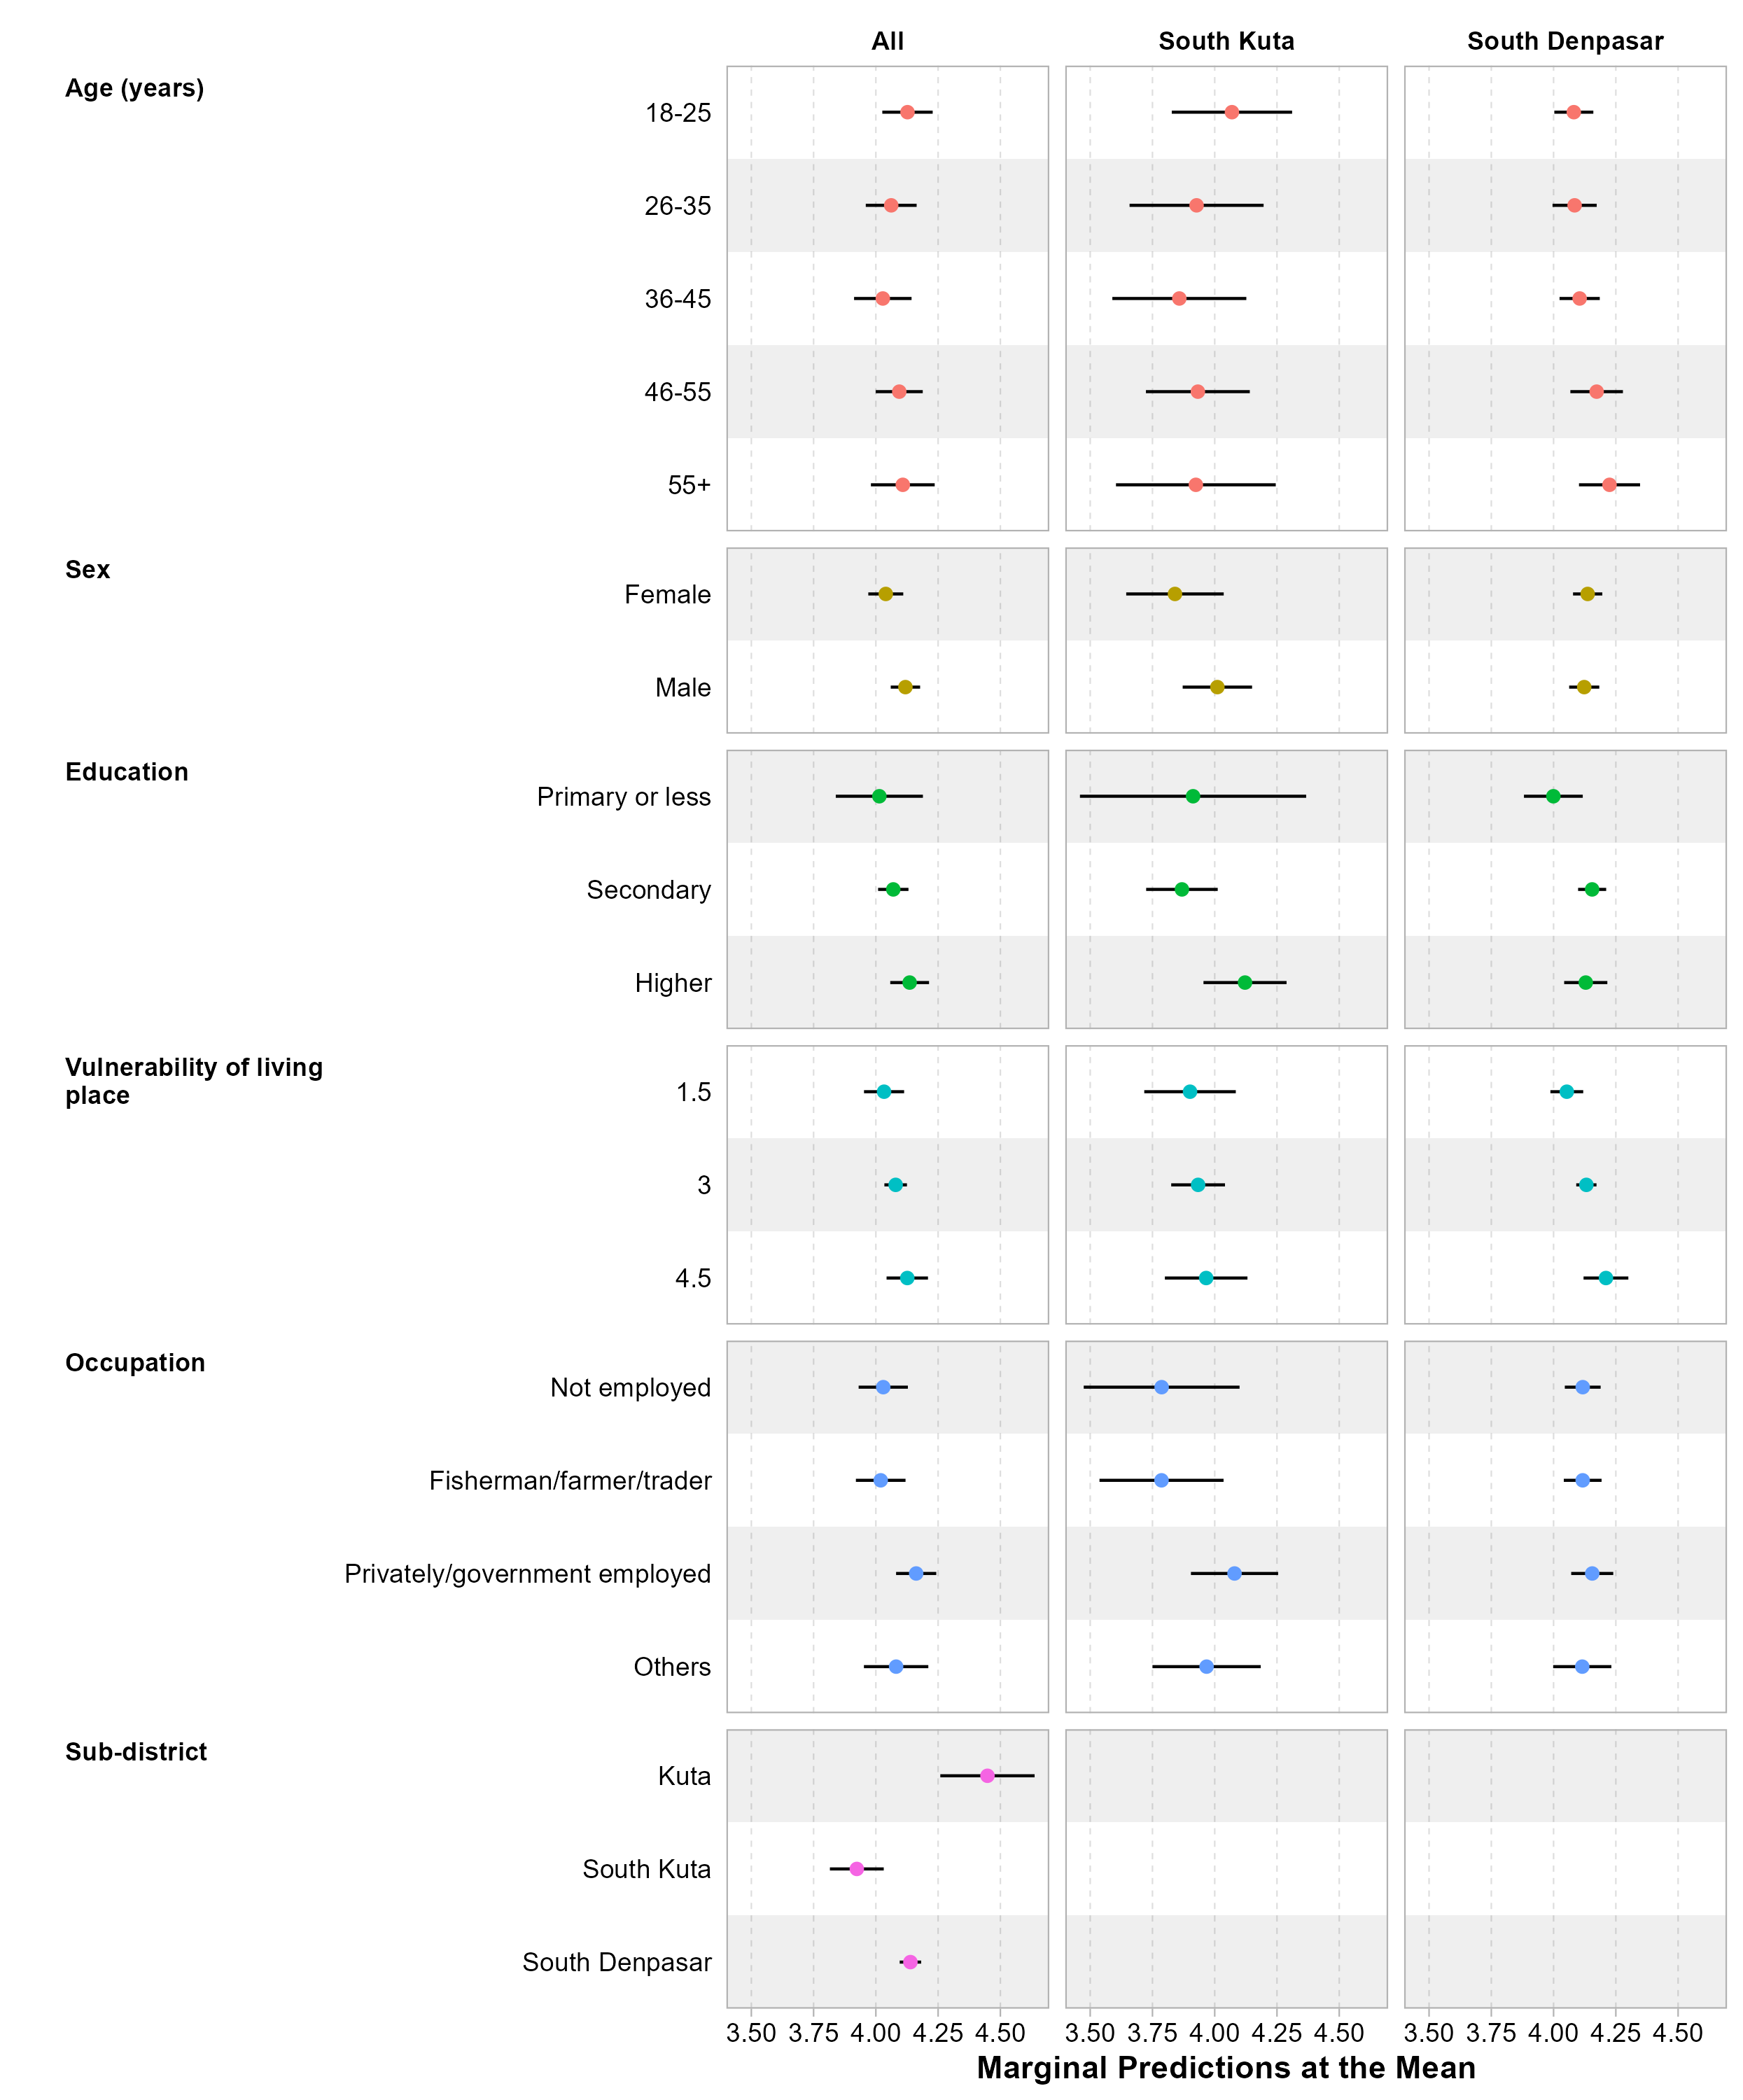 All South Kuta South Denpasar
Age (years)
18-25
26-35
36-45
46-55
55+
Sex
Female
Male
Education
Primary or less
Secondary
Higher
Vulnerability of living
place
1.5
3
4.5
Occupation
Not employed
Fisherman/farmer/trader
Privately/government employed
Others
Sub-district
Kuta
South Kuta
South Denpasar
3.50 3.75 4.00 4.25 4.50 3.50 3.75 4.00 4.25 4.50 3.50 3.75 4.00 4.25 4.50
Marginal Predictions at the Mean